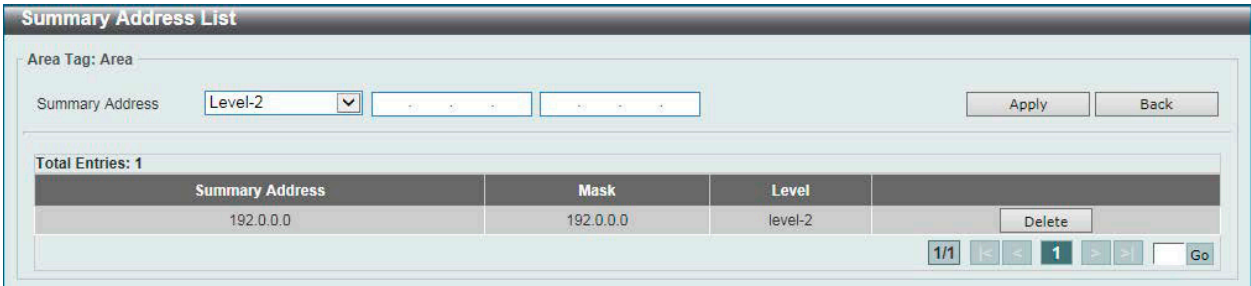 Summary Address List
Area Tag: Area
Summary Address Level-2 . . . . . . Apply Back
Total Entries: 1
Summary Address Mask Level
192.0.0.0 192.0.0.0 level-2 Delete
1/1 |< < 1 > >| Go